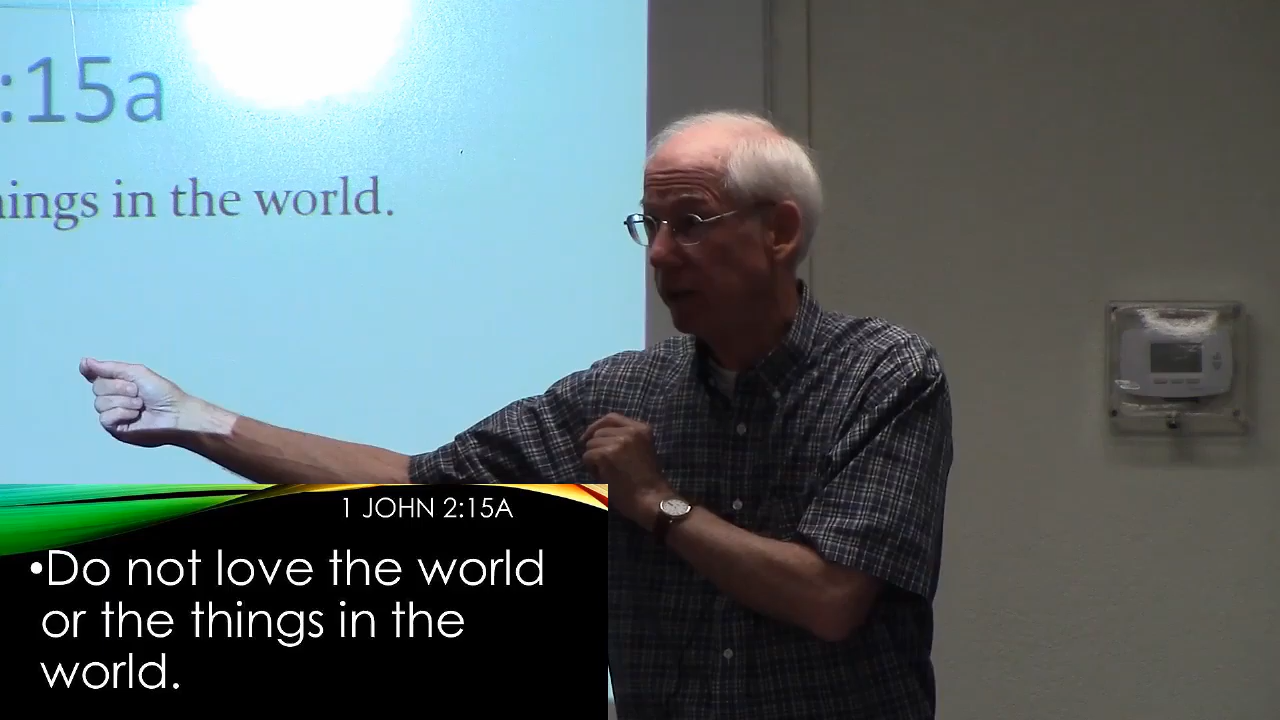 :15a
hings in the world.
1 JOHN 2:15A
•Do not love the world
or the things in the
world.